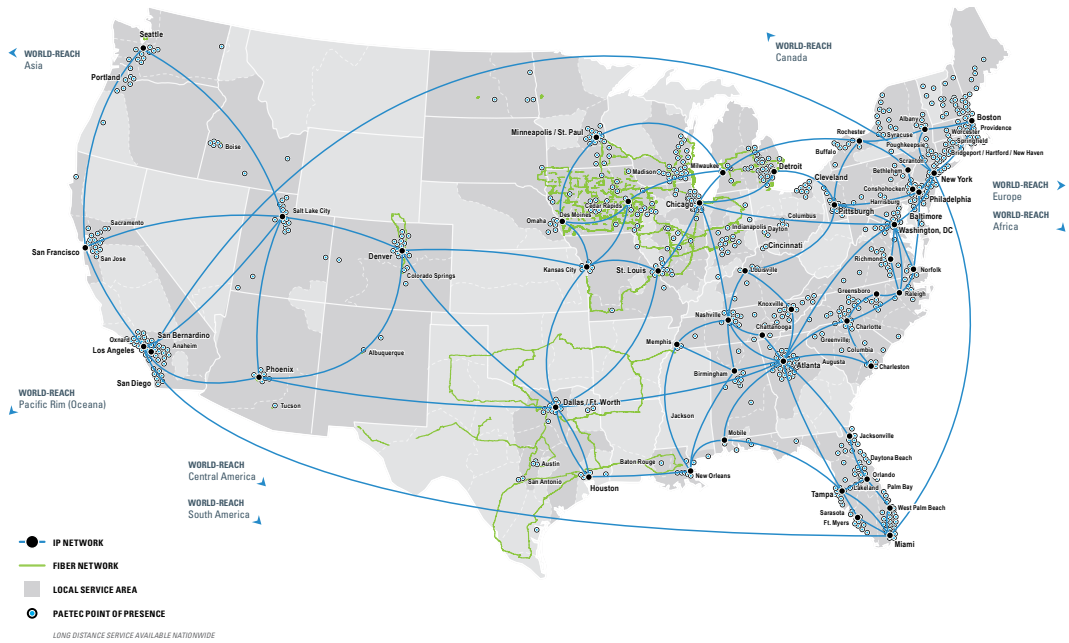 Seattle
WORLD-REACH
Asia
Portland
WORLD-REACH
Canada
Boise
Minneapolis / St. Paul
Madison
Milwaukee
Detroit
Chicago
Cedar Rapids
Des Moines
Omaha
Rochester
Buffalo
Syracuse
Albany
Boston
Providence
Worcester
Springfield
Poughkeepsie
Bridgeport / Hartford / New Haven
Scranton
Bethlehem
New York
Conshohocken
Philadelphia
Harrisburg
Cleveland
Pittsburgh
Baltimore
Washington, DC
WORLD-REACH
Europe
WORLD-REACH
Africa
Columbus
Indianapolis
Dayton
Cincinnati
Salt Lake City
Sacramento
San Francisco
San Jose
Denver
Colorado Springs
Kansas City
St. Louis
Louisville
Richmond
Norfolk
Greensboro
Raleigh
Knoxville
Nashville
Chattanooga
Charlotte
Greenville
Columbia
Memphis
Atlanta
Augusta
Charleston
Birmingham
Oxnard
San Bernardino
Los Angeles
Anaheim
San Diego
Albuquerque
Phoenix
Tucson
WORLD-REACH
Pacific Rim (Oceana)
Dallas / Ft. Worth
Jackson
Mobile
Jacksonville
Daytona Beach
Orlando
Austin
San Antonio
Houston
Baton Rouge
New Orleans
Tampa
Lakeland
Palm Bay
West Palm Beach
Sarasota
Ft. Myers
Miami
WORLD-REACH
Central America
WORLD-REACH
South America
IP NETWORK
FIBER NETWORK
LOCAL SERVICE AREA
PAETEC POINT OF PRESENCE
LONG DISTANCE SERVICE AVAILABLE NATIONWIDE